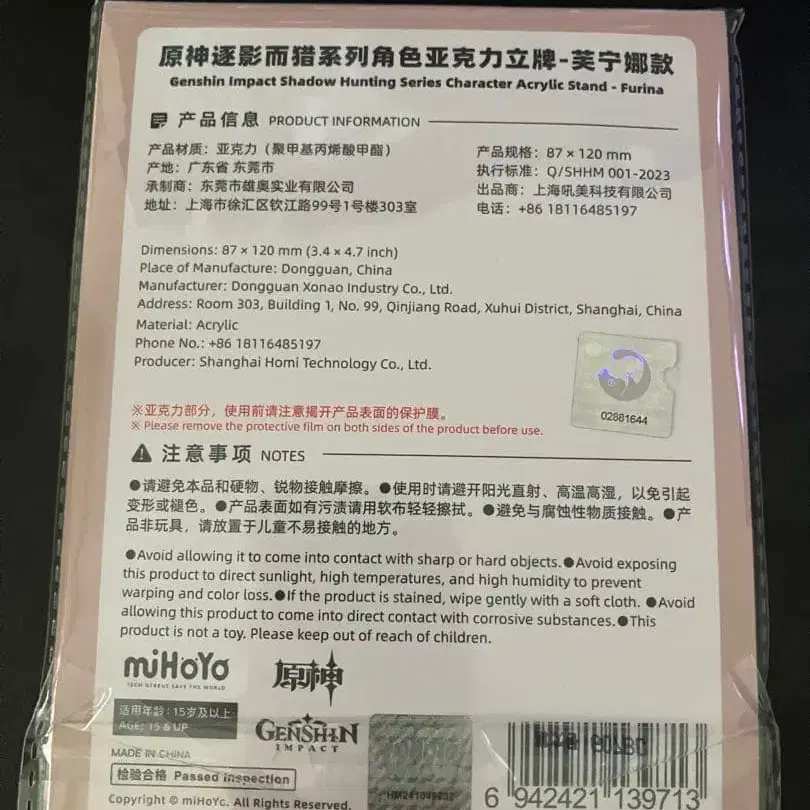 原神逐影而猎系列角色亚克力立牌-芙宁娜款
Genshin Impact Shadow Hunting Series Character Acrylic Stand - Furina
产品信息 PRODUCT INFORMATION
产品材质：亚克力（聚甲基丙烯酸甲酯）
产地：广东省 东莞市
承制商：东莞市雄奥实业有限公司
地址：上海市徐汇区钦江路99号1号楼303室
产品规格：87 × 120 mm
执行标准：Q/SHHM 001-2023
出品商：上海吼美科技有限公司
电话：+86 18116485197
Dimensions: 87 × 120 mm (3.4 × 4.7 inch)
Place of Manufacture: Dongguan, China
Manufacturer: Dongguan Xonao Industry Co., Ltd.
Address: Room 303, Building 1, No. 99, Qinjiang Road, Xuhui District, Shanghai, China
Material: Acrylic
Phone No.: +86 18116485197
Producer: Shanghai Homi Technology Co., Ltd.
02881644
※亚克力部分，使用前请注意揭开产品表面的保护膜。
※ Please remove the protective film on both sides of the product before use.
注意事项 NOTES
●请避免本品和硬物、锐物接触摩擦。●使用时请避开阳光直射、高温高湿，以免引起
变形或褪色。●产品表面如有污渍请用软布轻轻擦拭。●避免与腐蚀性物质接触。●产
品非玩具，请放置于儿童不易接触的地方。
●Avoid allowing it to come into contact with sharp or hard objects.●Avoid exposing
this product to direct sunlight, high temperatures, and high humidity to prevent
warping and color loss.●If the product is stained, wipe gently with a soft cloth. ●Avoid
allowing this product to come into direct contact with corrosive substances.●This
product is not a toy. Please keep out of reach of children.
miHoYo
TECH OTAKUS SAVE THE WORLD
原神
GENSHIN
IMPACT
适用年龄：15岁及以上
AGE: 15 & UP
MADE IN CHINA
检验合格 Passed Inspection
Copyright © miHoYo. All Rights Reserved.
6 942421 139713